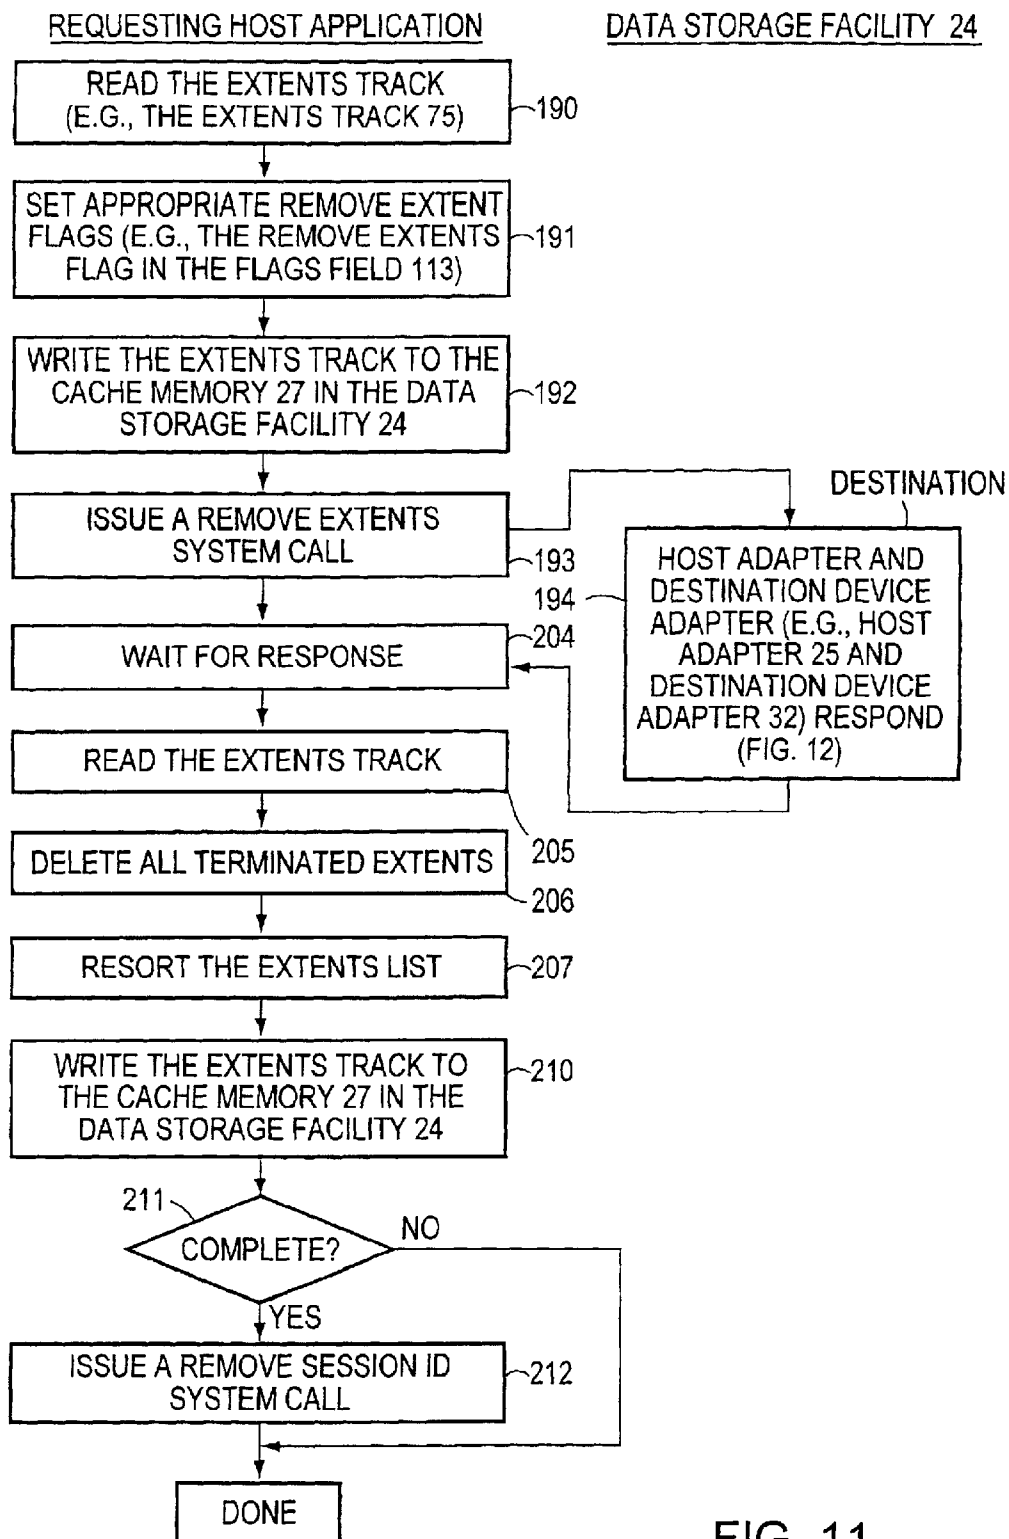 REQUESTING HOST APPLICATION
DATA STORAGE FACILITY 24
READ THE EXTENTS TRACK
(E.G., THE EXTENTS TRACK 75)
190
SET APPROPRIATE REMOVE EXTENT
FLAGS (E.G., THE REMOVE EXTENTS
FLAG IN THE FLAGS FIELD 113)
191
WRITE THE EXTENTS TRACK TO THE
CACHE MEMORY 27 IN THE DATA
STORAGE FACILITY 24
192
ISSUE A REMOVE EXTENTS
SYSTEM CALL
193
DESTINATION
194
HOST ADAPTER AND
DESTINATION DEVICE
ADAPTER (E.G., HOST
ADAPTER 25 AND
DESTINATION DEVICE
ADAPTER 32) RESPOND
(FIG. 12)
WAIT FOR RESPONSE
204
READ THE EXTENTS TRACK
205
DELETE ALL TERMINATED EXTENTS
206
RESORT THE EXTENTS LIST
207
WRITE THE EXTENTS TRACK TO
THE CACHE MEMORY 27 IN THE
DATA STORAGE FACILITY 24
210
211
COMPLETE?
NO
YES
ISSUE A REMOVE SESSION ID
SYSTEM CALL
212
DONE
FIG. 11